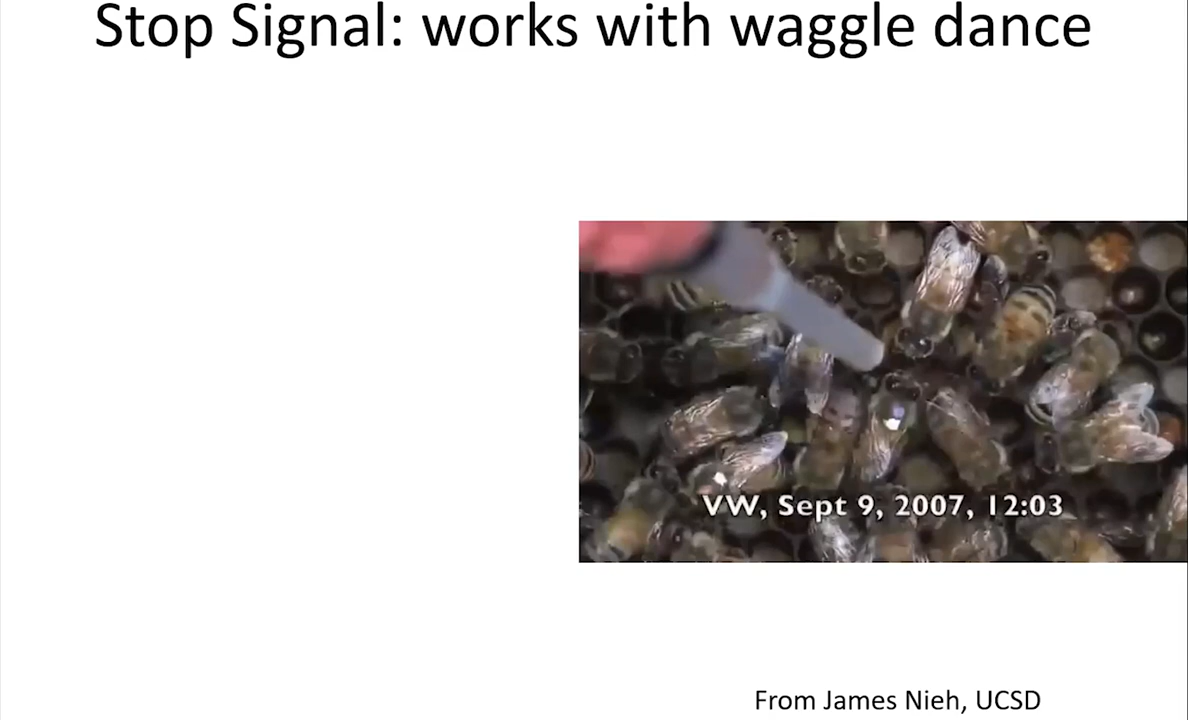 Stop Signal: works with waggle dance
VW, Sept 9, 2007, 12:03
From James Nieh, UCSD